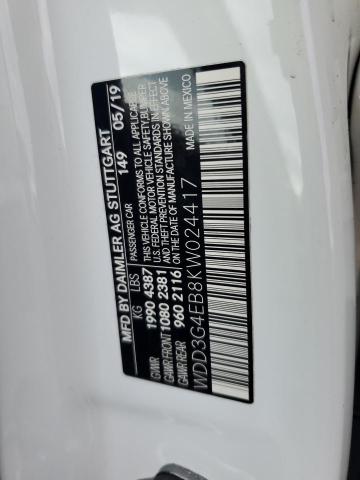 MFD BY DAIMLER AG STUTTGART
PASSENGER CAR 149 05/19
KG LBS
GVWR 1990 4387
GAWR FRONT 1080 2381
GAWR REAR 960 2116
THIS VEHICLE CONFORMS TO ALL APPLICABLE
U.S. FEDERAL MOTOR VEHICLE SAFETY, BUMPER
AND THEFT PREVENTION STANDARDS IN EFFECT
ON THE DATE OF MANUFACTURE SHOWN ABOVE
WDD3G4EB8KW024417
MADE IN MEXICO